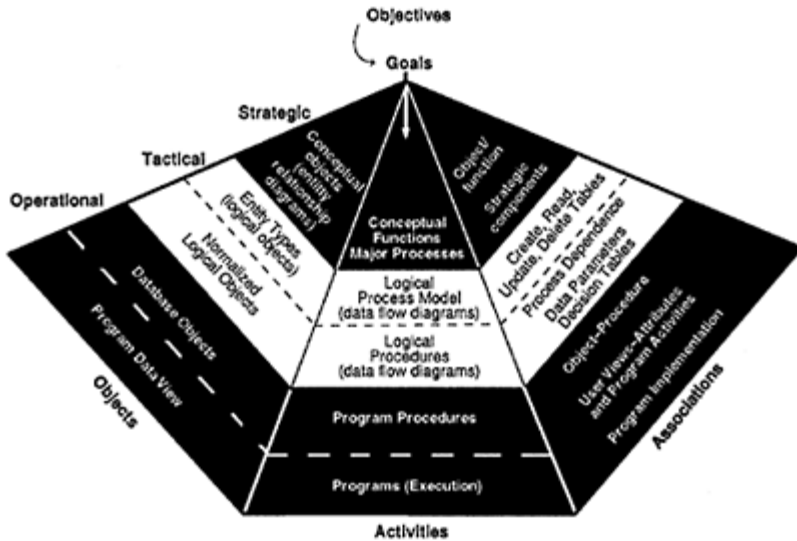 Objectives
Goals
Strategic
Tactical
Operational
Conceptual
objects
(entity
relationship
diagrams)
Entity Types
(logical objects)
Normalized
Logical Objects
Database Objects
Program Data View
Objects
Conceptual
Functions
Major Processes
Logical
Process Model
(data flow diagrams)
Logical
Procedures
(data flow diagrams)
Program Procedures
Programs (Execution)
Activities
Object/
function
Strategic
components
Create, Read,
Update, Delete Tables
Process Dependence
Data Parameters
Decision Tables
Object–Procedure
User Views–Attributes
and Program Activities
Program Implementation
Associations